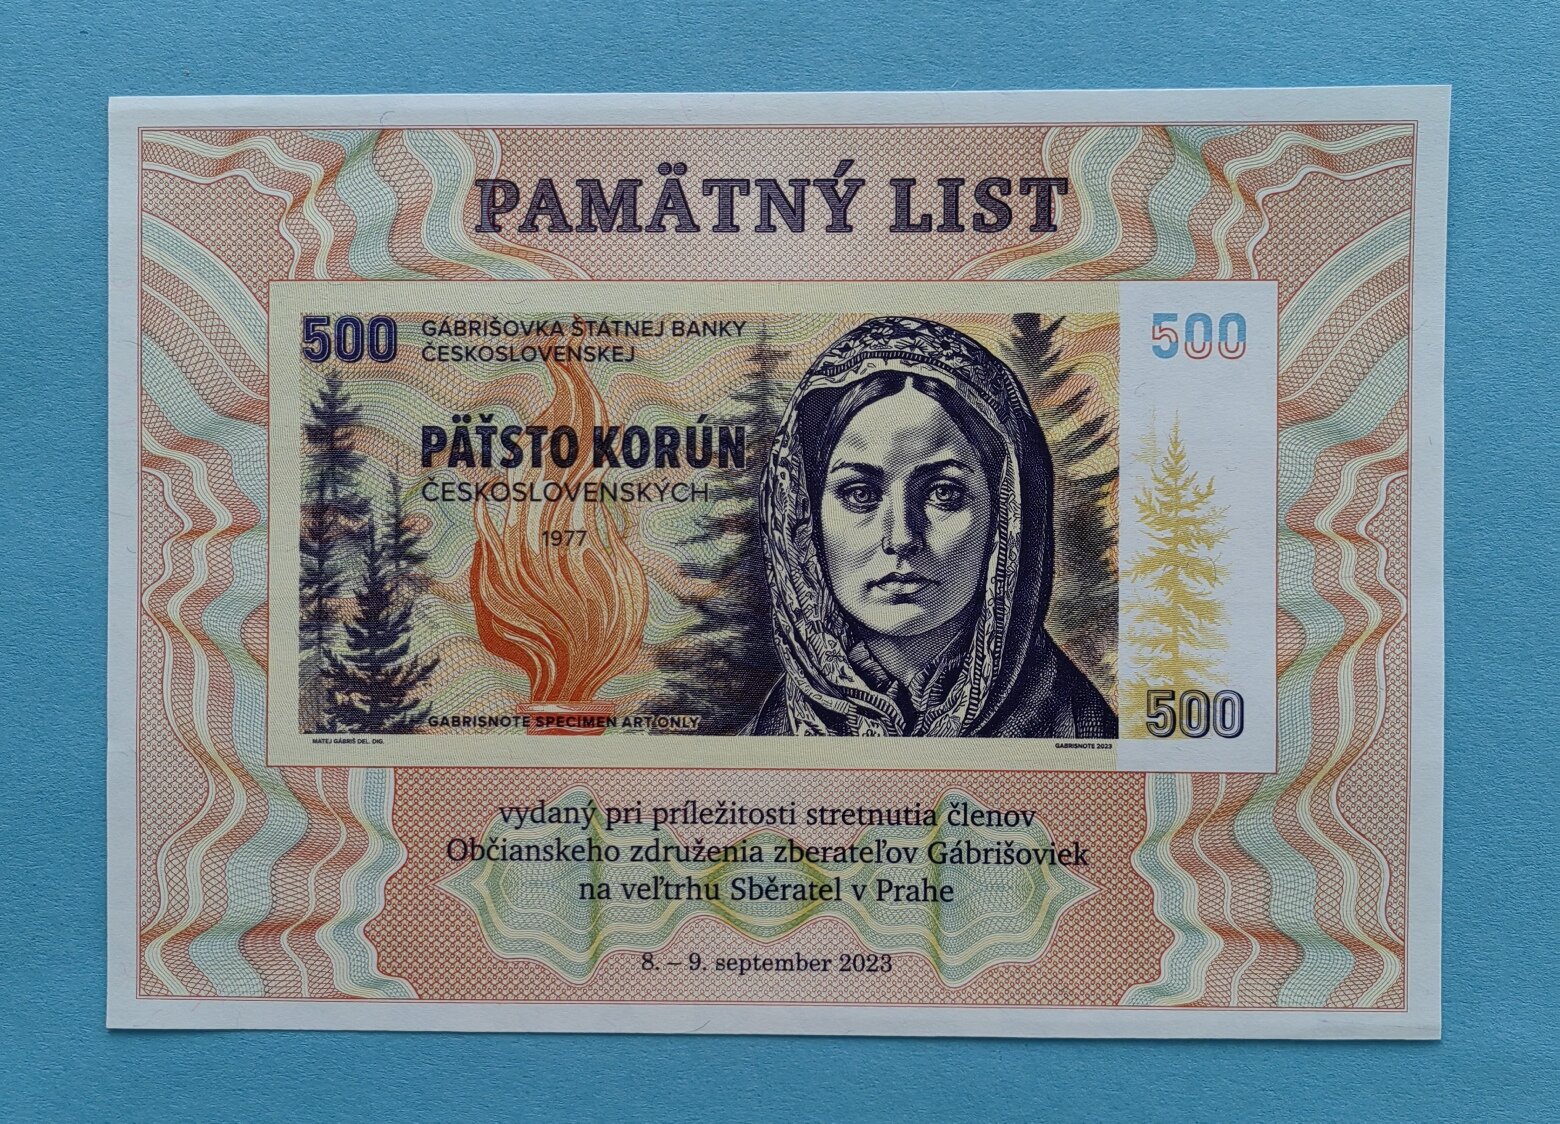 PAMÄTNÝ LIST
500
GÁBRIŠOVKA ŠTÁTNEJ BANKY
ČESKOSLOVENSKEJ
500
PÄŤSTO KORÚN
ČESKOSLOVENSKÝCH
1977
GABRISNOTE SPECIMEN ART ONLY
500
MATEJ GÁBRIŠ DEL. DIG.
GABRISNOTE 2023
vydaný pri príležitosti stretnutia členov
Občianskeho združenia zberateľov Gábrišoviek
na veľtrhu Sběratel v Prahe
8. – 9. september 2023